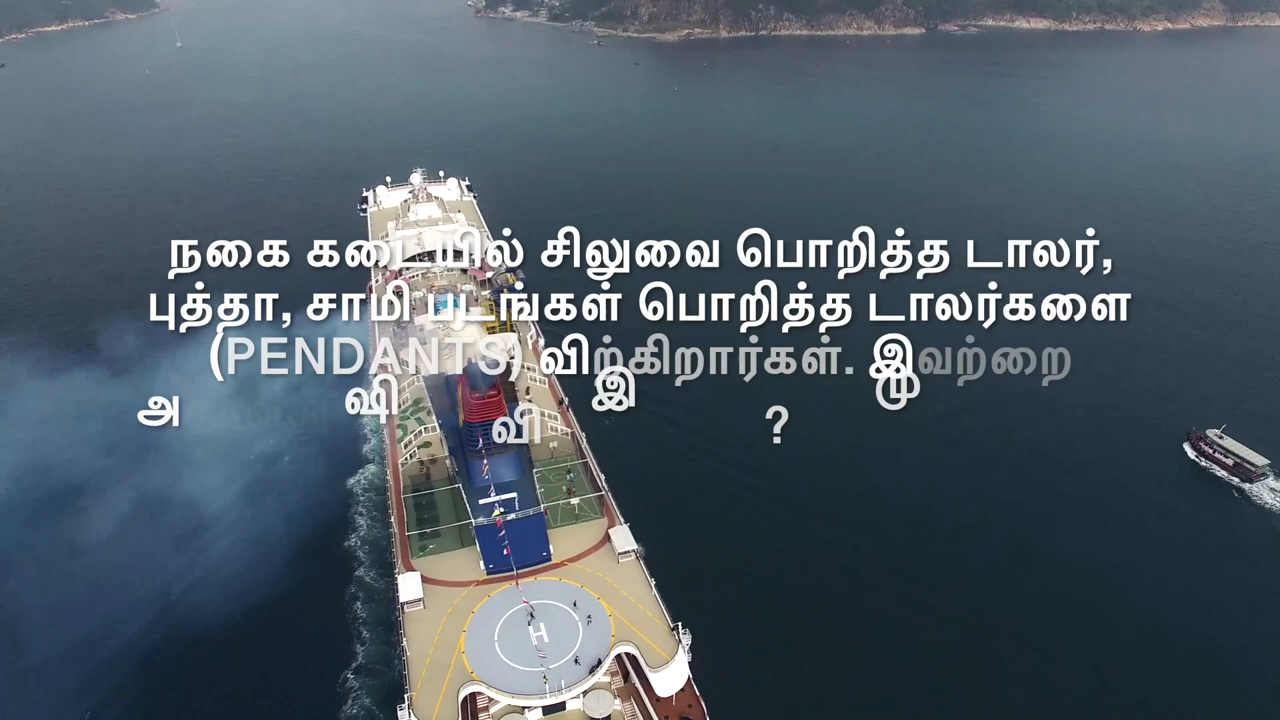 நகை கடையில் சிலுவை பொறித்த டாலர்,
புத்தா, சாமி படங்கள் பொறித்த டாலர்களை
(PENDANTS) விற்கிறார்கள். இவற்றை
அ ஷி இ மு
வி ?
H